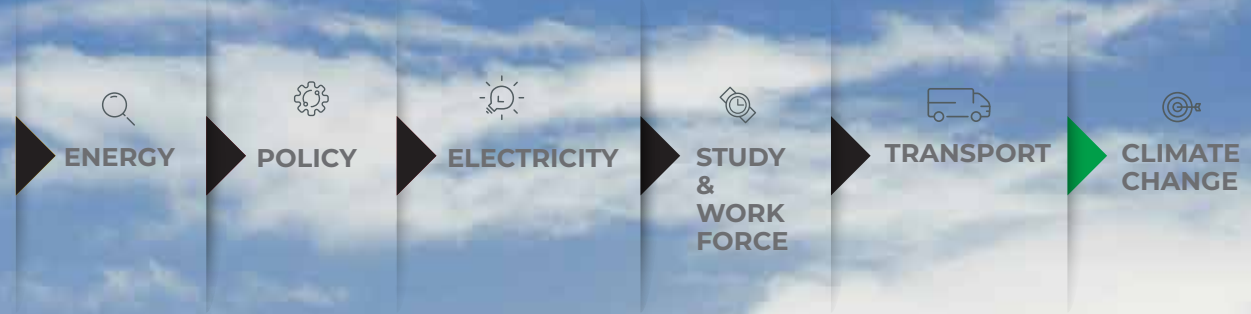 ENERGY
POLICY
ELECTRICITY
STUDY
&
WORK
FORCE
TRANSPORT
CLIMATE
CHANGE